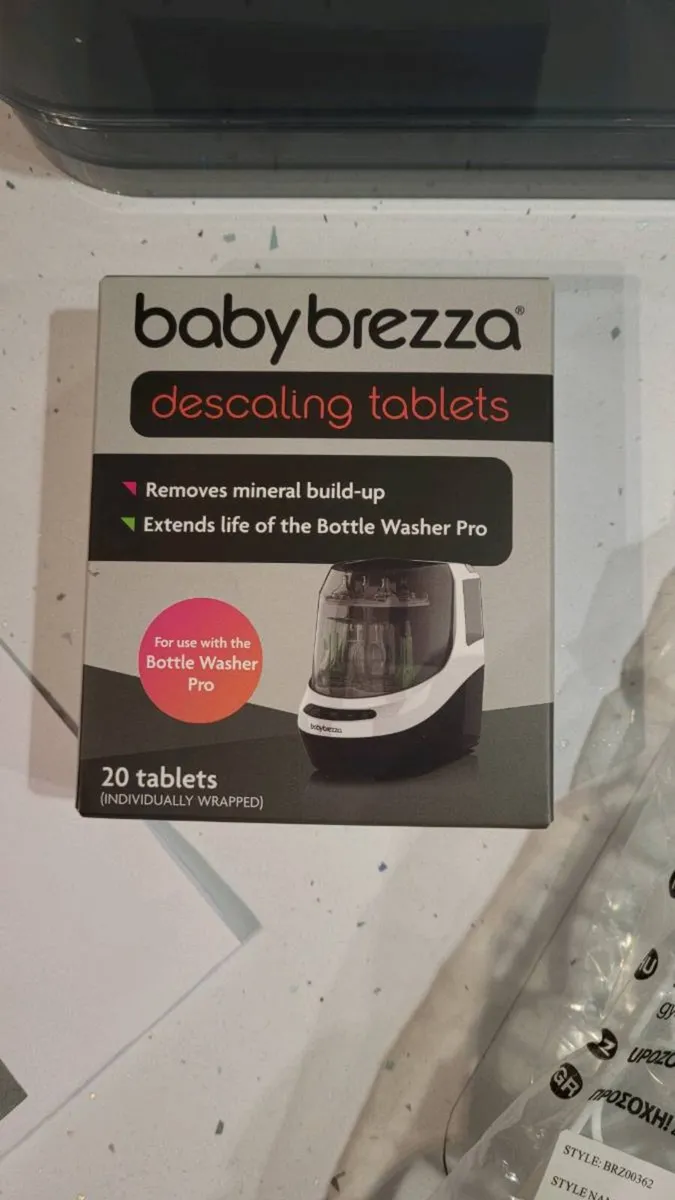 babybrezza®
descaling tablets
Removes mineral build-up
Extends life of the Bottle Washer Pro
For use with the
Bottle Washer
Pro
babybrezza
20 tablets
(INDIVIDUALLY WRAPPED)
GR ΠΡΟΣΟΧΗ!
STYLE: BRZ00362